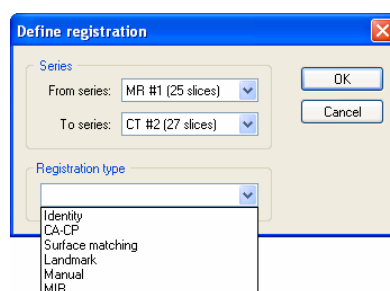 Define registration
Series
From series: MR #1 (25 slices)
To series: CT #2 (27 slices)
OK
Cancel
Registration type
Identity
CA-CP
Surface matching
Landmark
Manual
MIR